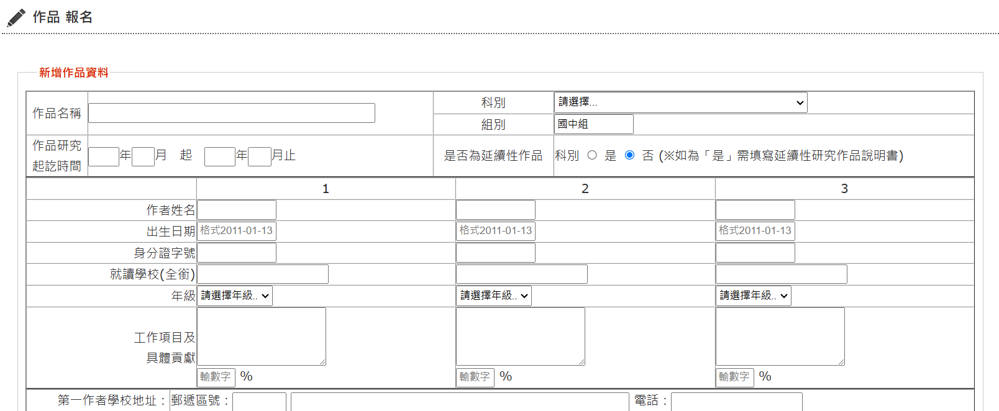 作品 報名
新增作品資料
作品名稱
科別
請選擇...
組別
國中組
作品研究
起訖時間
年 月 起 年 月止
是否為延續性作品
科別 是 否 (※如為「是」需填寫延續性研究作品說明書)
1 2 3
作者姓名
出生日期 格式2011-01-13 格式2011-01-13 格式2011-01-13
身分證字號
就讀學校(全銜)
年級 請選擇年級.. 請選擇年級.. 請選擇年級..
工作項目及
具體貢獻
輸數字 % 輸數字 % 輸數字 %
第一作者學校地址： 郵遞區號： 電話：